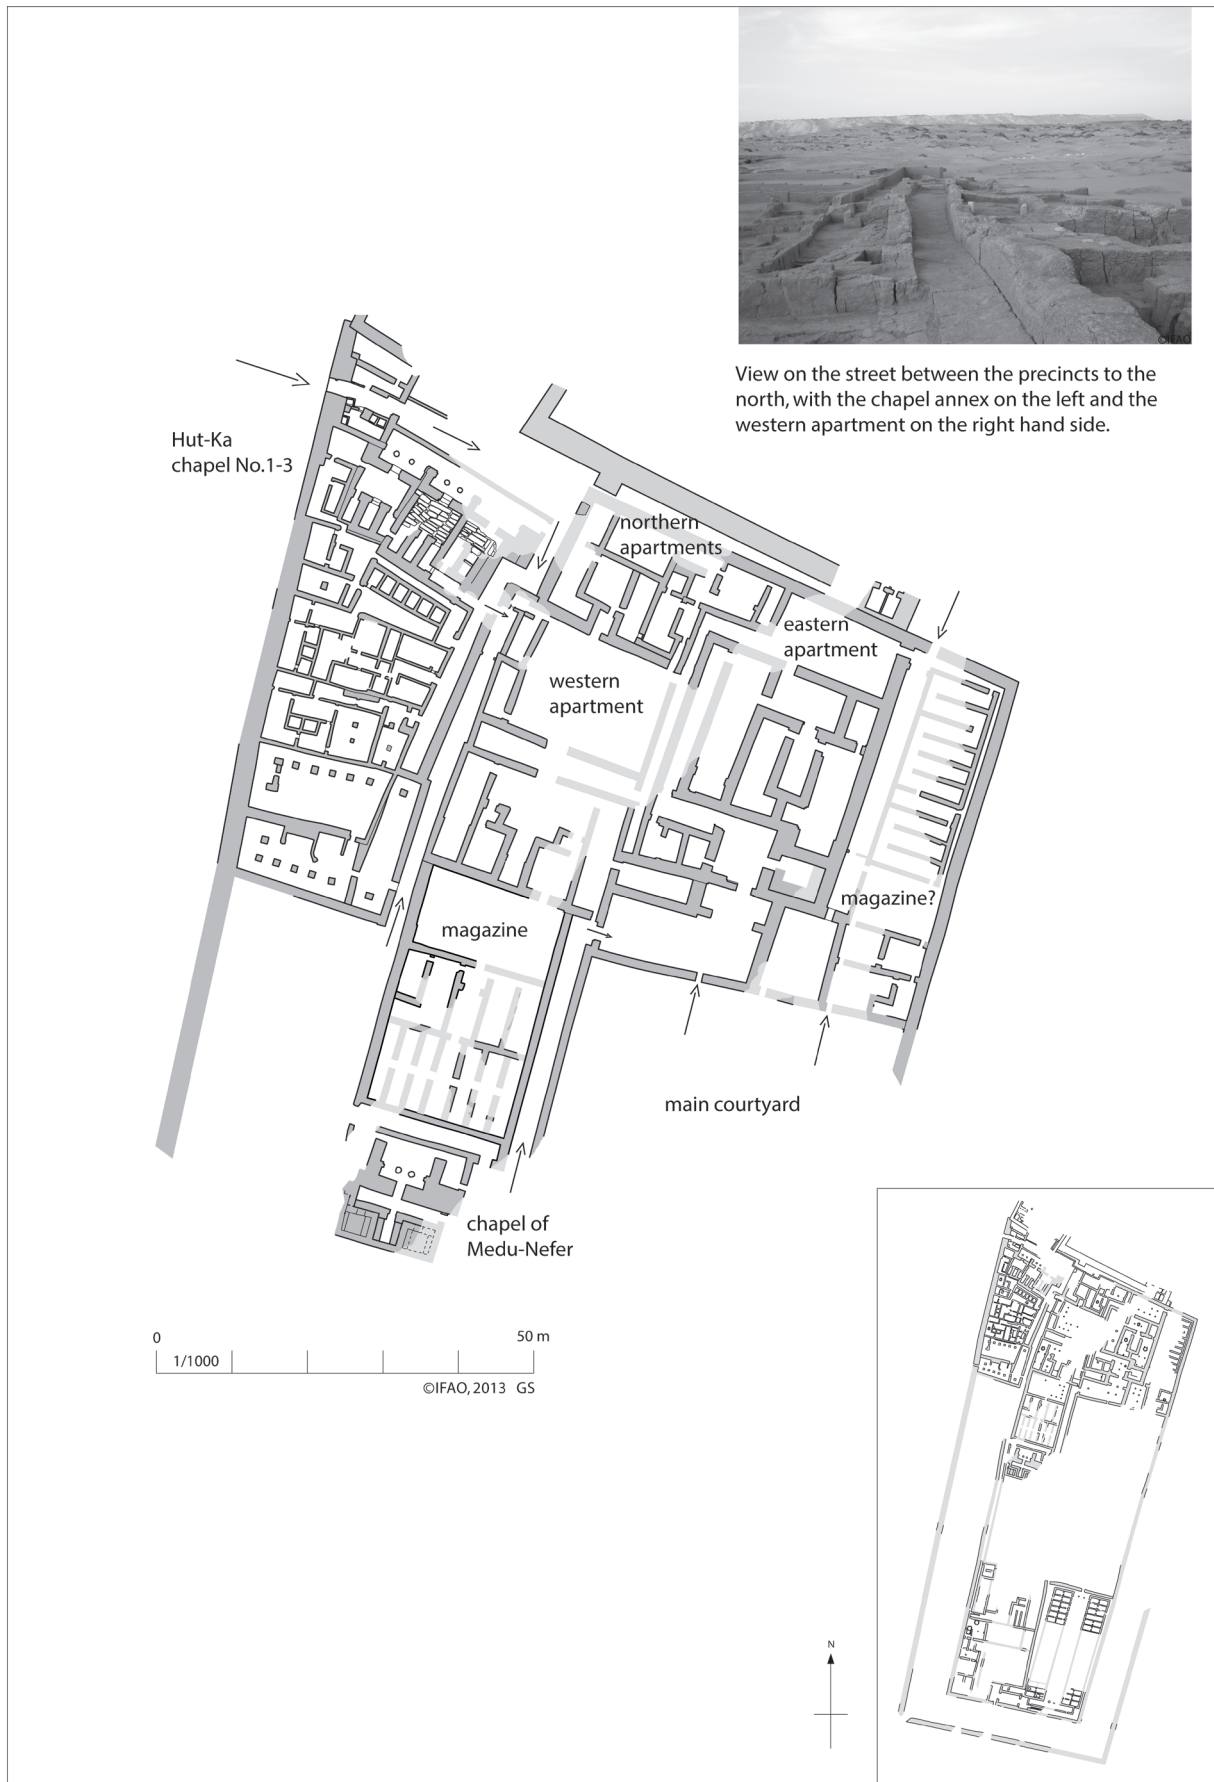 ©IFAO
View on the street between the precincts to the
north, with the chapel annex on the left and the
western apartment on the right hand side.
Hut-Ka
chapel No.1-3
northern
apartments
eastern
apartment
western
apartment
magazine?
magazine
main courtyard
chapel of
Medu-Nefer
0
50 m
1/1000
©IFAO, 2013 GS
N